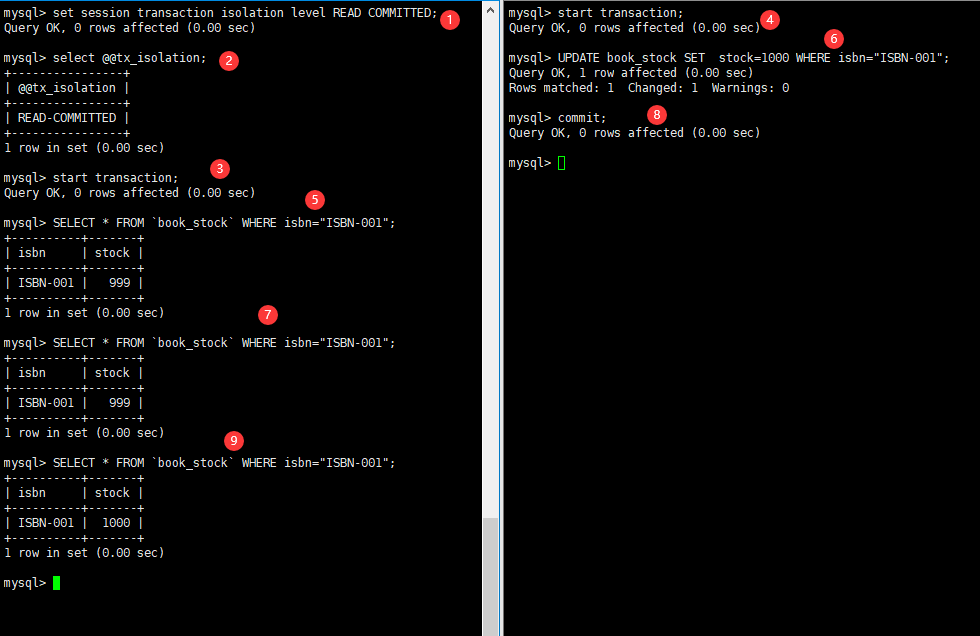 mysql> set session transaction isolation level READ COMMITTED; 1
Query OK, 0 rows affected (0.00 sec)
mysql> select @@tx_isolation; 2
+----------------+
| @@tx_isolation |
+----------------+
| READ-COMMITTED |
+----------------+
1 row in set (0.00 sec)
3
mysql> start transaction;
Query OK, 0 rows affected (0.00 sec)
5
mysql> SELECT * FROM `book_stock` WHERE isbn="ISBN-001";
+----------+-------+
| isbn     | stock |
+----------+-------+
| ISBN-001 |   999 |
+----------+-------+
1 row in set (0.00 sec)
7
mysql> SELECT * FROM `book_stock` WHERE isbn="ISBN-001";
+----------+-------+
| isbn     | stock |
+----------+-------+
| ISBN-001 |   999 |
+----------+-------+
1 row in set (0.00 sec)
9
mysql> SELECT * FROM `book_stock` WHERE isbn="ISBN-001";
+----------+-------+
| isbn     | stock |
+----------+-------+
| ISBN-001 |  1000 |
+----------+-------+
1 row in set (0.00 sec)
mysql>
mysql> start transaction;
Query OK, 0 rows affected (0.00 sec) 4
6
mysql> UPDATE book_stock SET  stock=1000 WHERE isbn="ISBN-001";
Query OK, 1 row affected (0.00 sec)
Rows matched: 1  Changed: 1  Warnings: 0
mysql> commit; 8
Query OK, 0 rows affected (0.00 sec)
mysql>